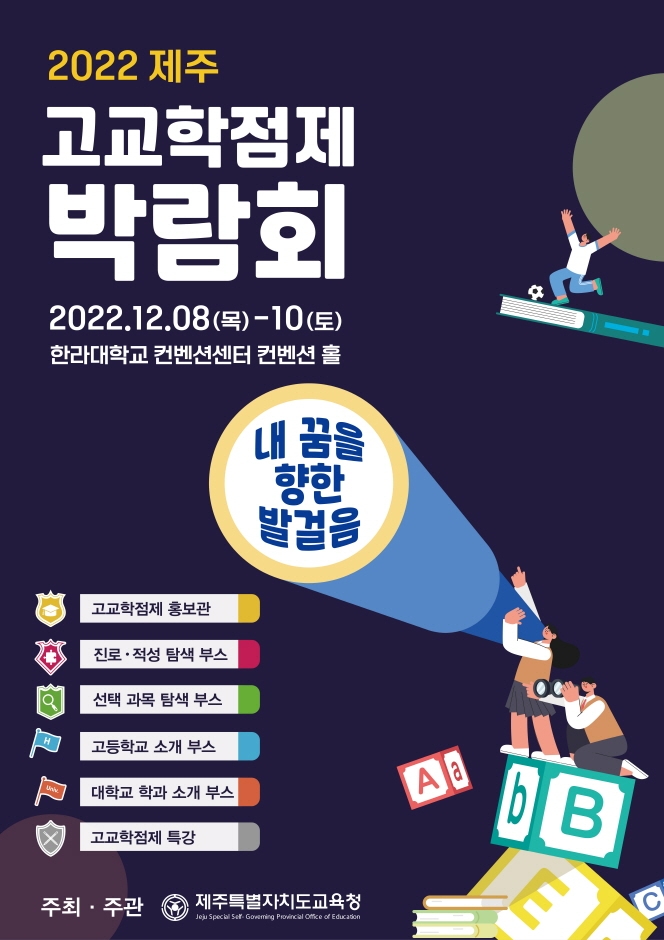 2022 제주
고교학점제
박람회
2022.12.08(목)-10(토)
한라대학교 컨벤션센터 컨벤션 홀
내 꿈을
향한
발걸음
고교학점제 홍보관
진로·적성 탐색 부스
선택 과목 탐색 부스
H
고등학교 소개 부스
Univ.
대학교 학과 소개 부스
고교학점제 특강
A a
b B
E
C
주최 · 주관
제주특별자치도교육청
Jeju Special Self-Governing Provincial Office of Education